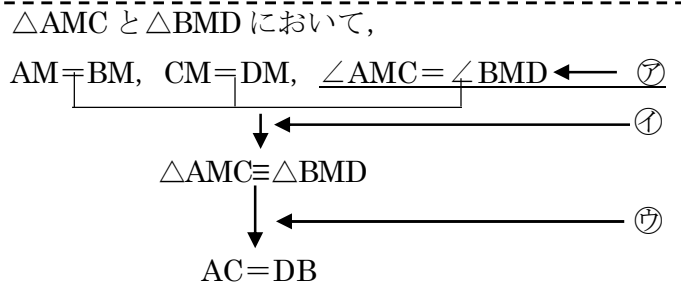 △AMC と△BMD において,
AM=BM, CM=DM, ∠AMC=∠BMD ㋐
㋑
△AMC≡△BMD
㋒
AC=DB